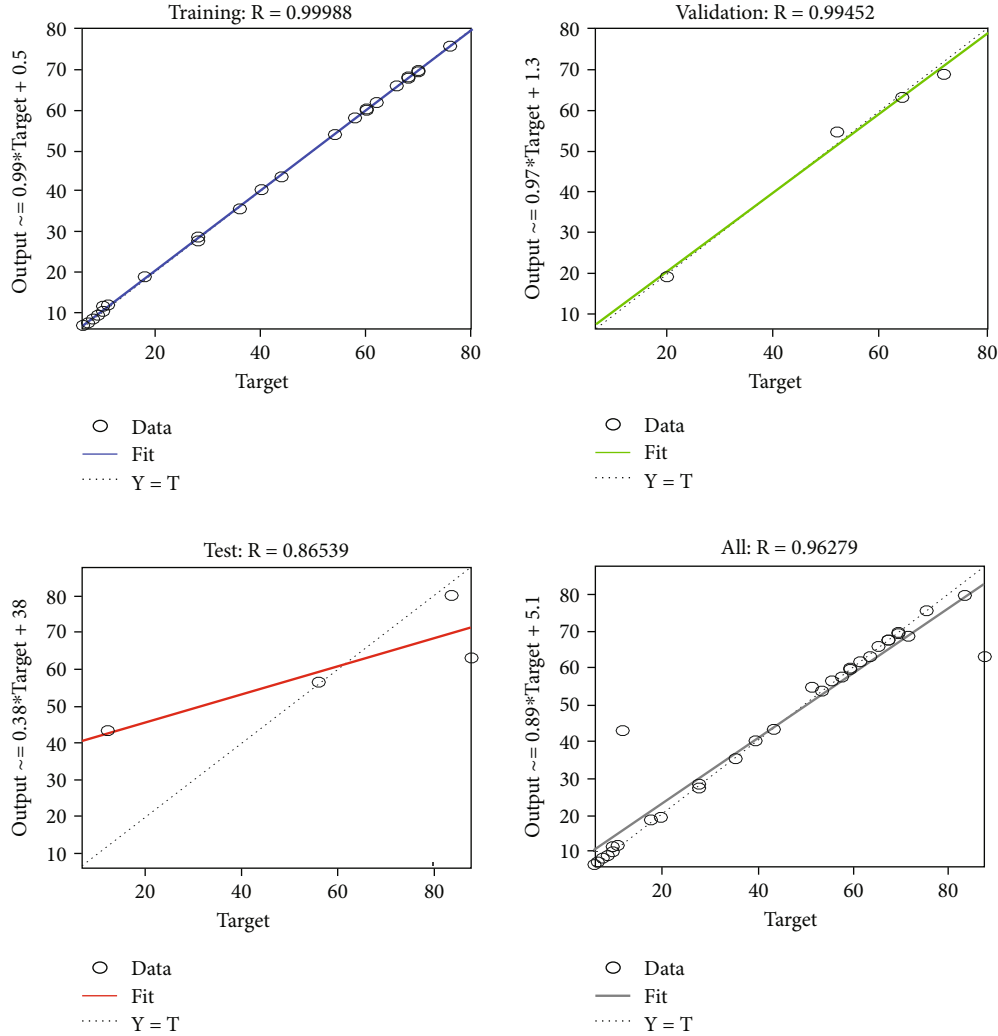 Training: R = 0.99988
Output ~= 0.99*Target + 0.5
80
70
60
50
40
30
20
10
20
40
60
80
Target
Data
Fit
Y = T
Validation: R = 0.99452
Output ~= 0.97*Target + 1.3
80
70
60
50
40
30
20
10
20
40
60
80
Target
Data
Fit
Y = T
Test: R = 0.86539
Output ~= 0.38*Target + 38
80
70
60
50
40
30
20
10
20
40
60
80
Target
Data
Fit
Y = T
All: R = 0.96279
Output ~= 0.89*Target + 5.1
80
70
60
50
40
30
20
10
20
40
60
80
Target
Data
Fit
Y = T